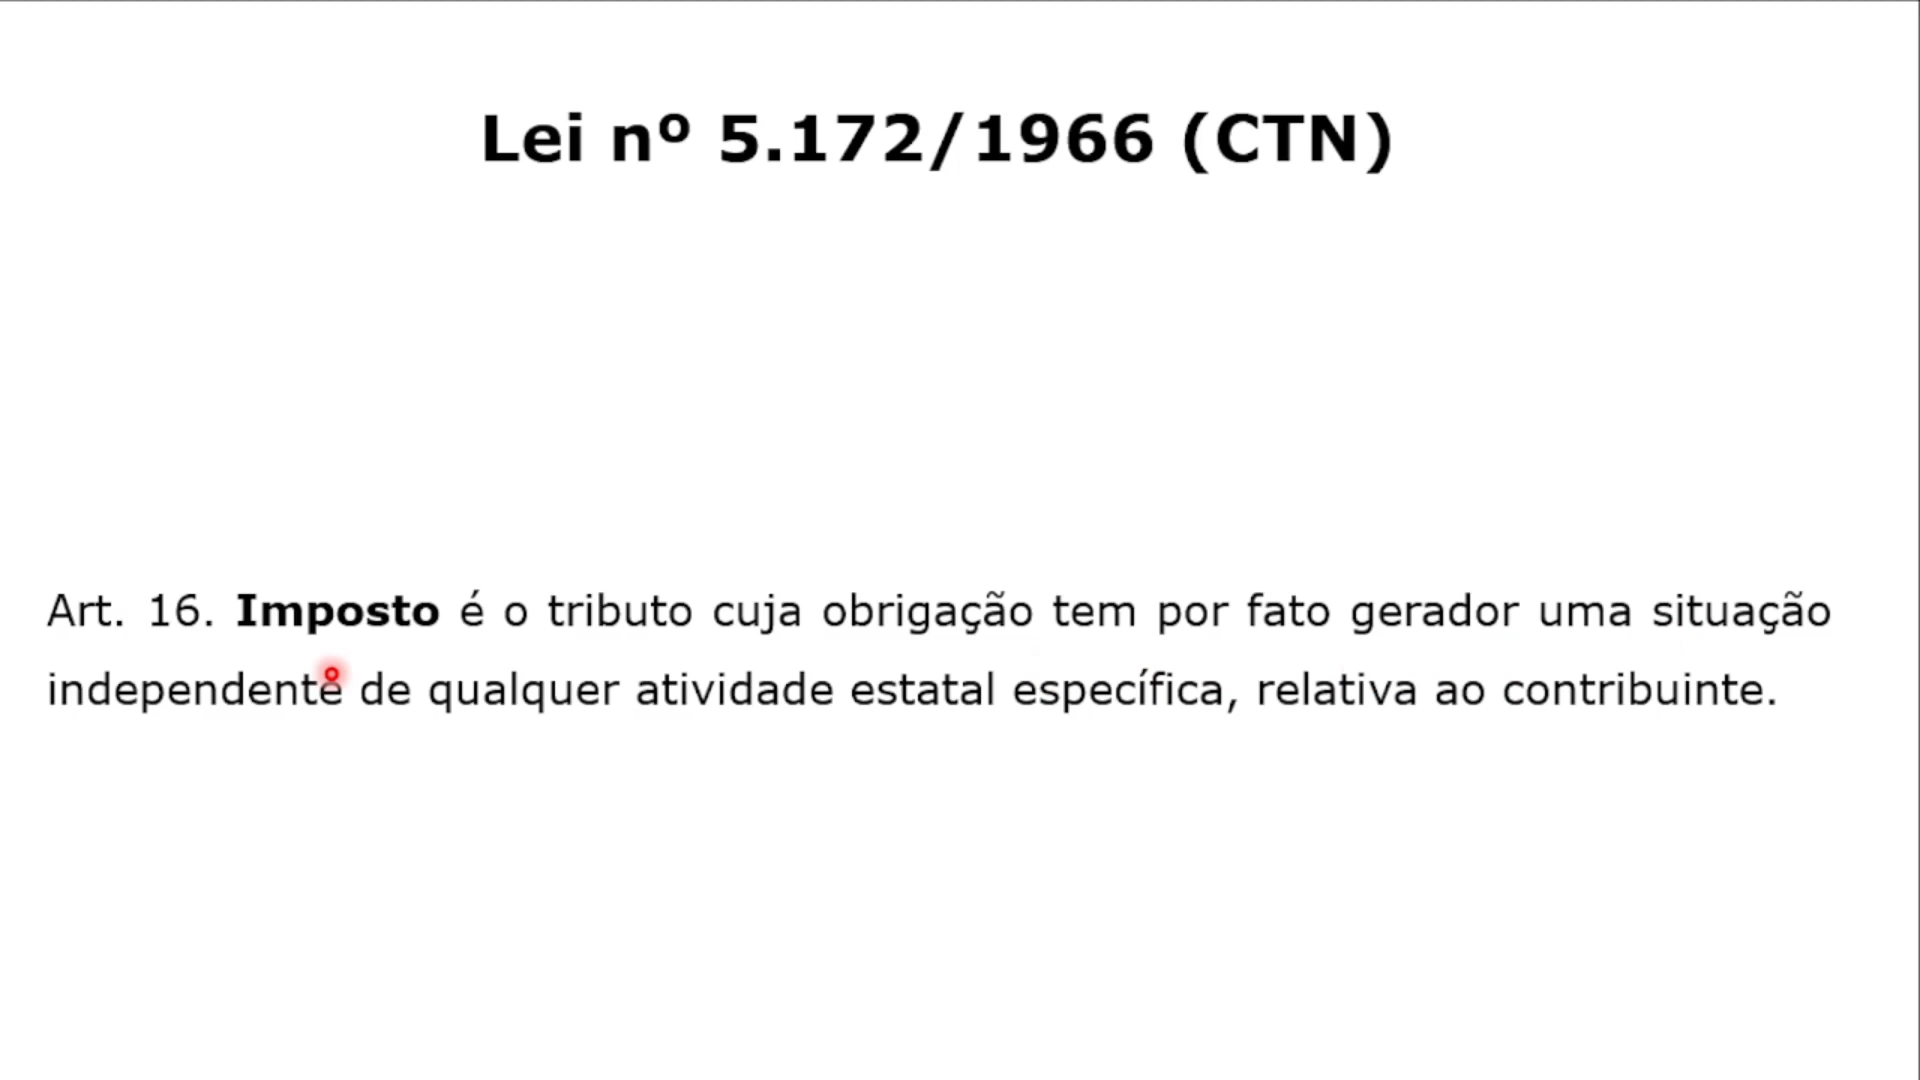 Lei nº 5.172/1966 (CTN)
Art. 16. Imposto é o tributo cuja obrigação tem por fato gerador uma situação
independente de qualquer atividade estatal específica, relativa ao contribuinte.